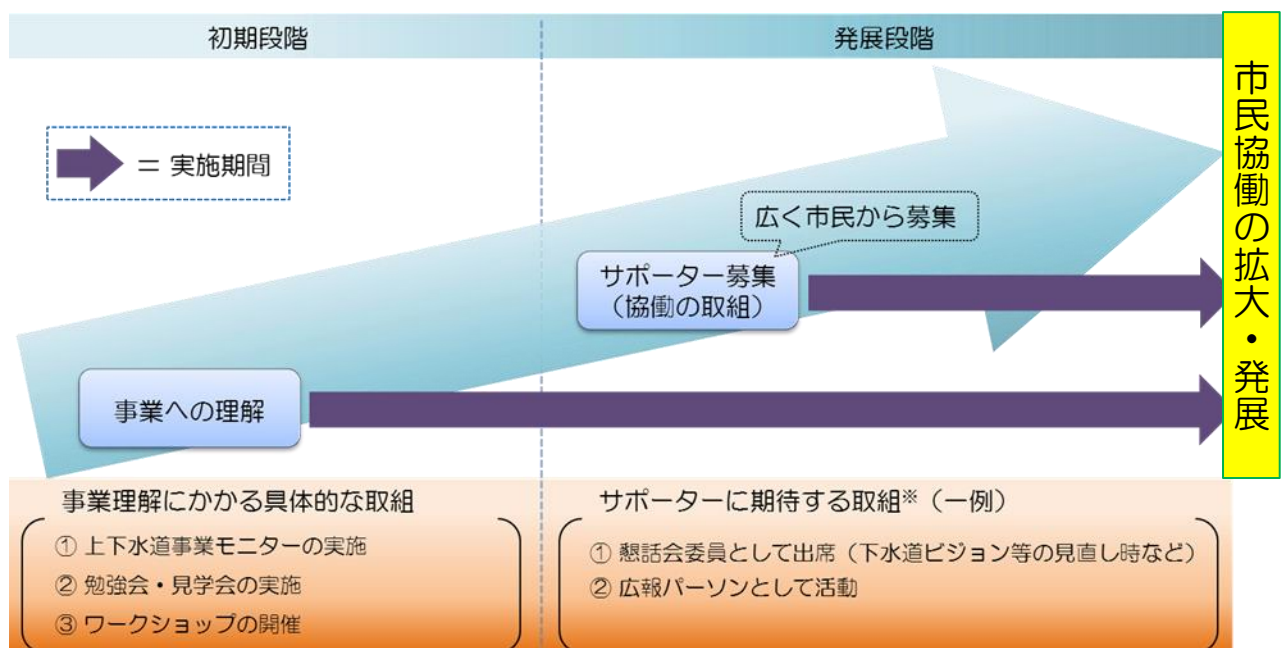 初期段階
発展段階
＝ 実施期間
広く市民から募集
サポーター募集
（協働の取組）
事業への理解
市民協働の拡大・発展
事業理解にかかる具体的な取組
① 上下水道事業モニターの実施
② 勉強会・見学会の実施
③ ワークショップの開催
サポーターに期待する取組※（一例）
① 懇話会委員として出席（下水道ビジョン等の見直し時など）
② 広報パーソンとして活動